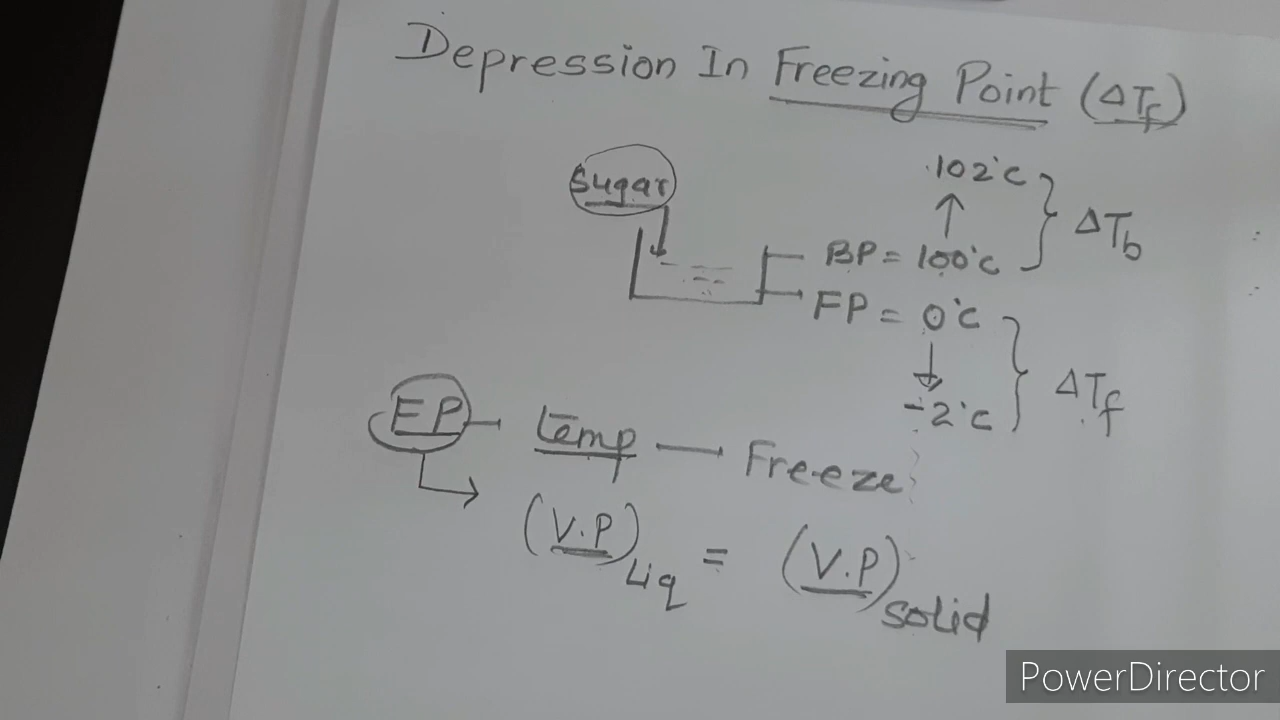 Depression In Freezing Point (ΔTf)
Sugar
102°C
ΔTb
BP = 100°C
FP = 0°C
-2°C
ΔTf
FP - temp - Freeze
(V.P)Liq = (V.P)solid
PowerDirector